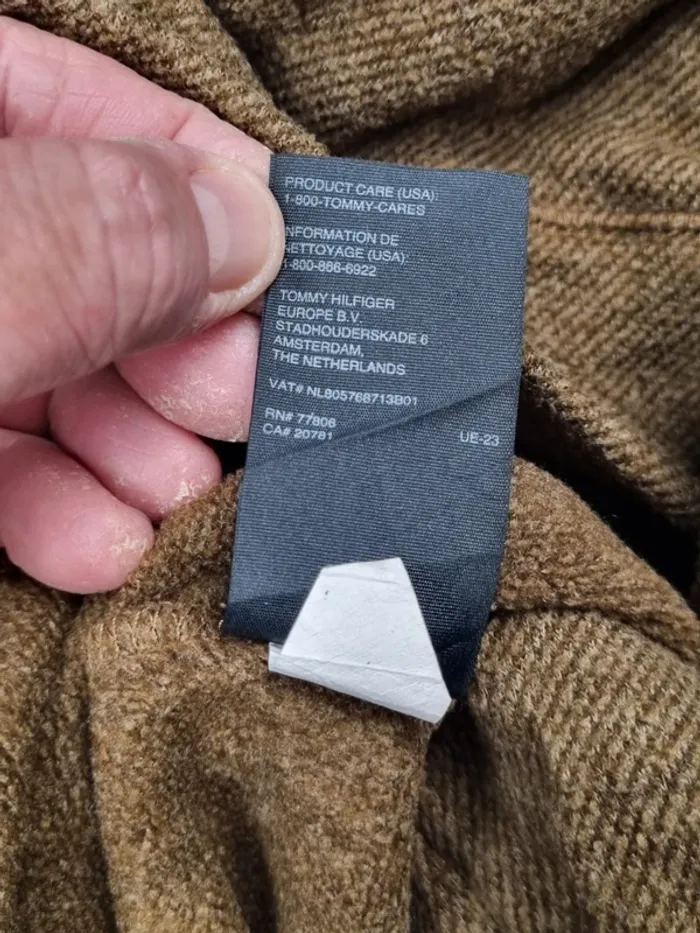 PRODUCT CARE (USA):
1-800-TOMMY-CARES
NFORMATION DE
NETTOYAGE (USA):
1-800-866-6922
TOMMY HILFIGER
EUROPE B.V.
STADHOUDERSKADE 6
AMSTERDAM,
THE NETHERLANDS
VAT# NL805768713B01
RN# 77806
CA# 20781
UE-23